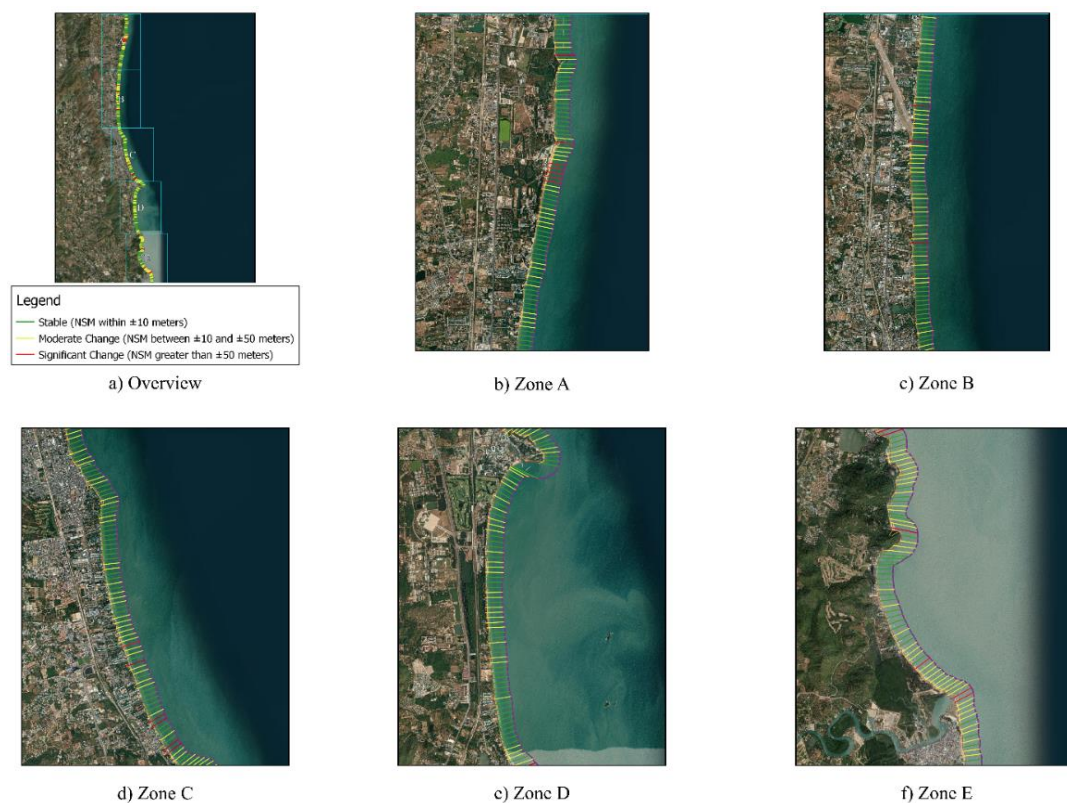 B
C
D
Legend
Stable (NSM within ±10 meters)
Moderate Change (NSM between ±10 and ±50 meters)
Significant Change (NSM greater than ±50 meters)
a) Overview
b) Zone A
c) Zone B
d) Zone C
e) Zone D
f) Zone E